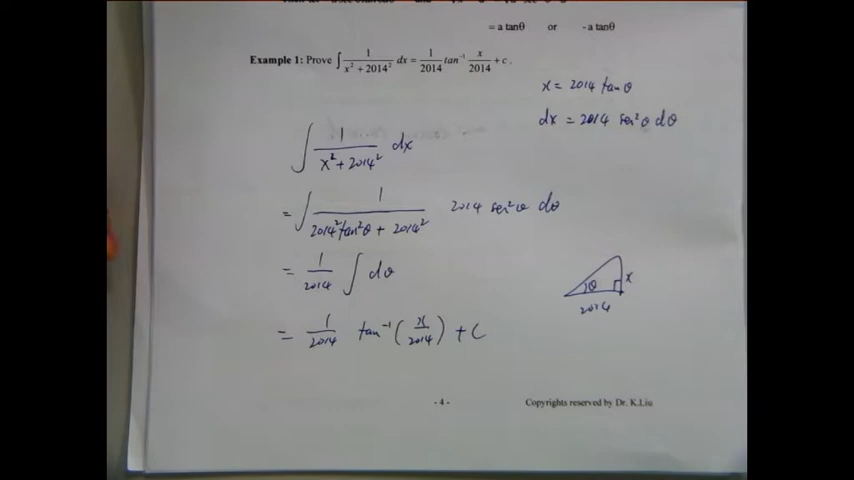 = a tanθ or - a tanθ
Example 1: Prove ∫ 1/(x² + 2014²) dx = 1/2014 tan⁻¹ x/2014 + c.
x = 2014 tanθ
dx = 2014 sec²θ dθ
∫ 1/(x² + 2014²) dx
= ∫ 1/(2014² tan²θ + 2014²) 2014 sec²θ dθ
= 1/2014 ∫ dθ
θ x
2014
= 1/2014 tan⁻¹ (x/2014) + C
- 4 - Copyrights reserved by Dr. K.Liu